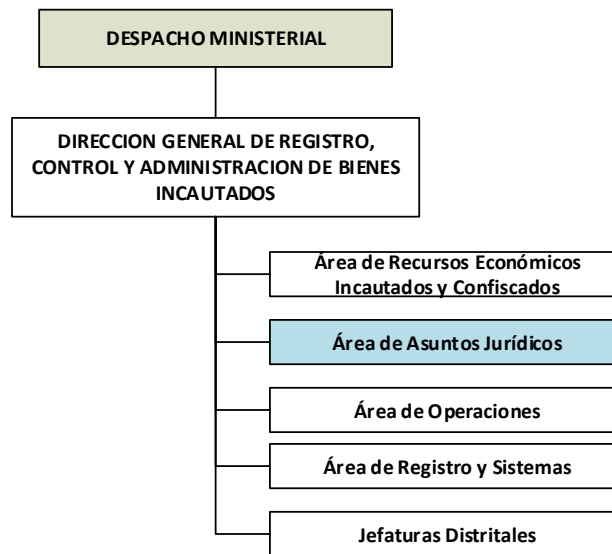 DESPACHO MINISTERIAL
DIRECCION GENERAL DE REGISTRO,
CONTROL Y ADMINISTRACION DE BIENES
INCAUTADOS
Área de Recursos Económicos
Incautados y Confiscados
Área de Asuntos Jurídicos
Área de Operaciones
Área de Registro y Sistemas
Jefaturas Distritales